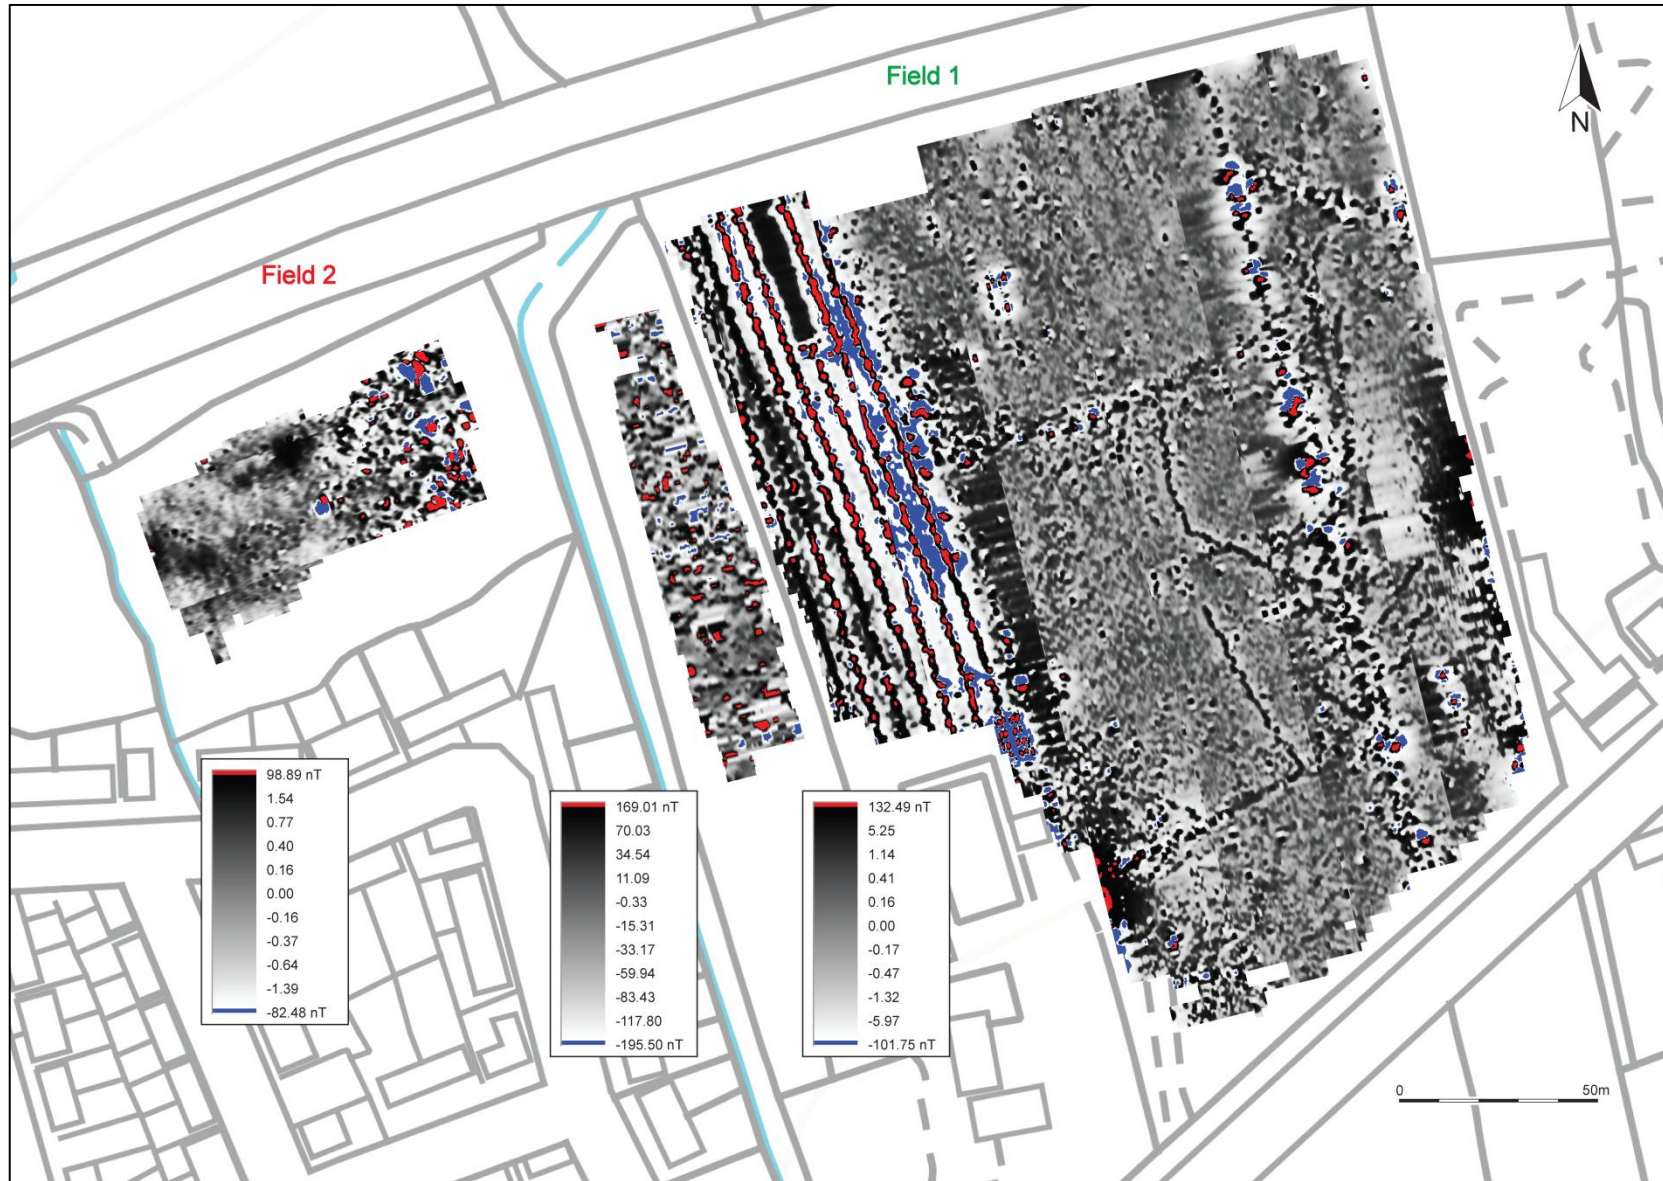 Field 1
N
Field 2
98.89 nT
1.54
0.77
0.40
0.16
0.00
-0.16
-0.37
-0.64
-1.39
-82.48 nT
169.01 nT
70.03
34.54
11.09
-0.33
-15.31
-33.17
-59.94
-83.43
-117.80
-195.50 nT
132.49 nT
5.25
1.14
0.41
0.16
0.00
-0.17
-0.47
-1.32
-5.97
-101.75 nT
0 50m